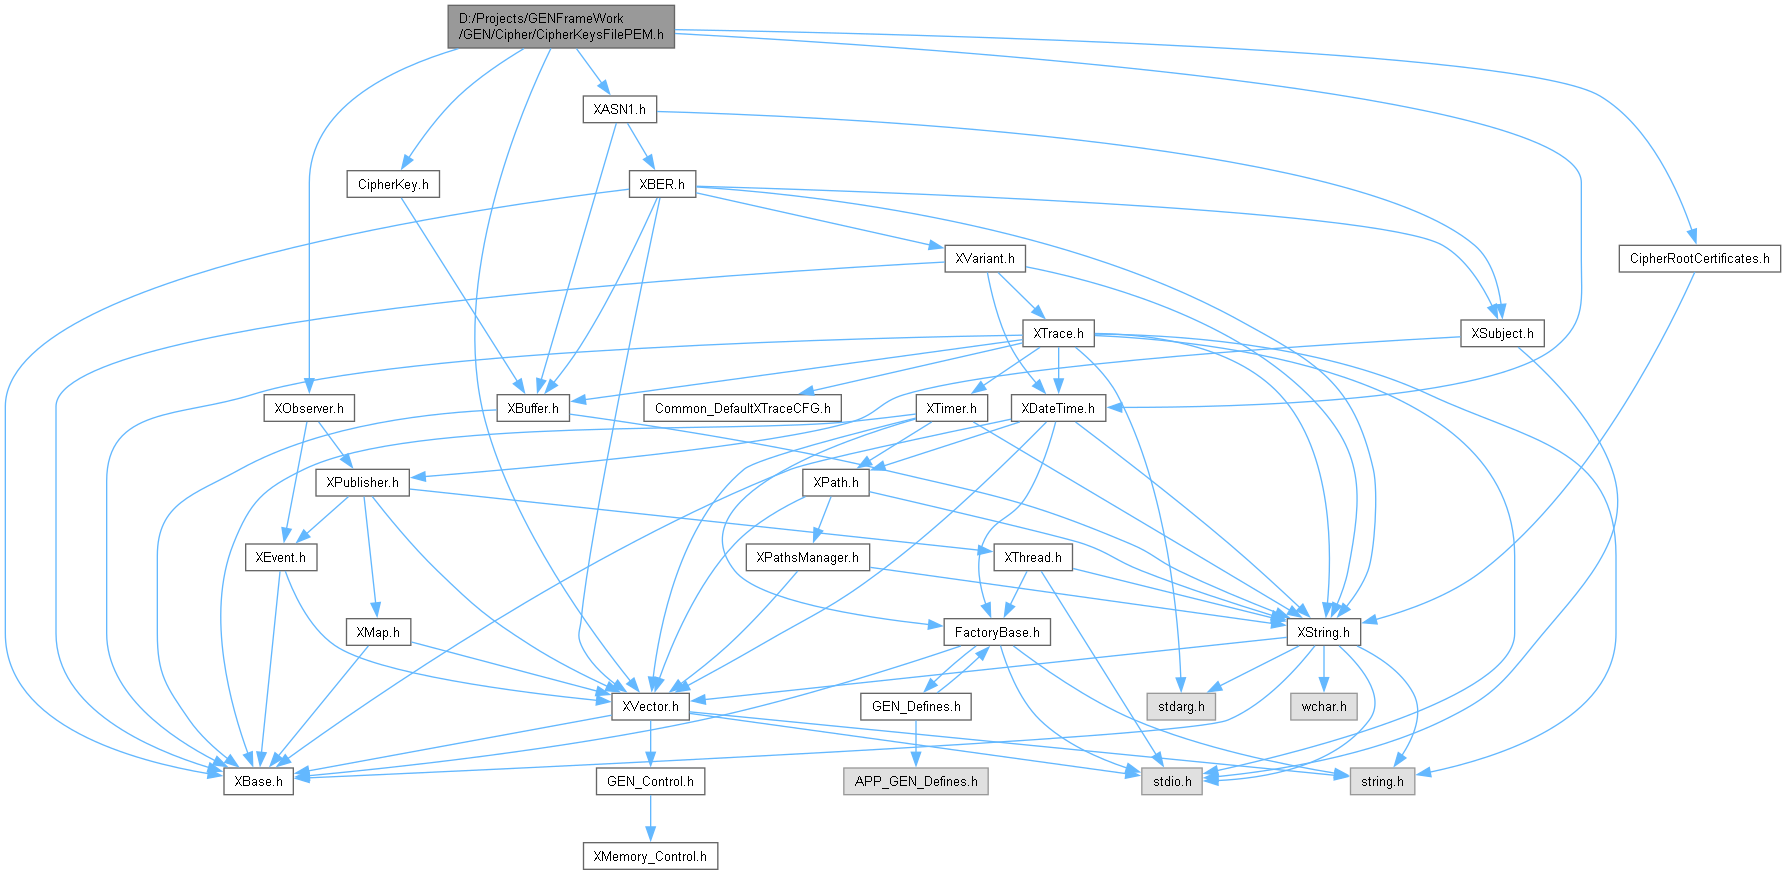 D:/Projects/GENFrameWork
/GEN/Cipher/CipherKeysFilePEM.h
XASN1.h
CipherKey.h
XBER.h
XVariant.h
CipherRootCertificates.h
XTrace.h
XSubject.h
XObserver.h
XBuffer.h
Common_DefaultXTraceCFG.h
XTimer.h
XDateTime.h
XPublisher.h
XPath.h
XEvent.h
XPathsManager.h
XThread.h
XMap.h
FactoryBase.h
XString.h
XVector.h
GEN_Defines.h
stdarg.h
wchar.h
XBase.h
GEN_Control.h
APP_GEN_Defines.h
stdio.h
string.h
XMemory_Control.h